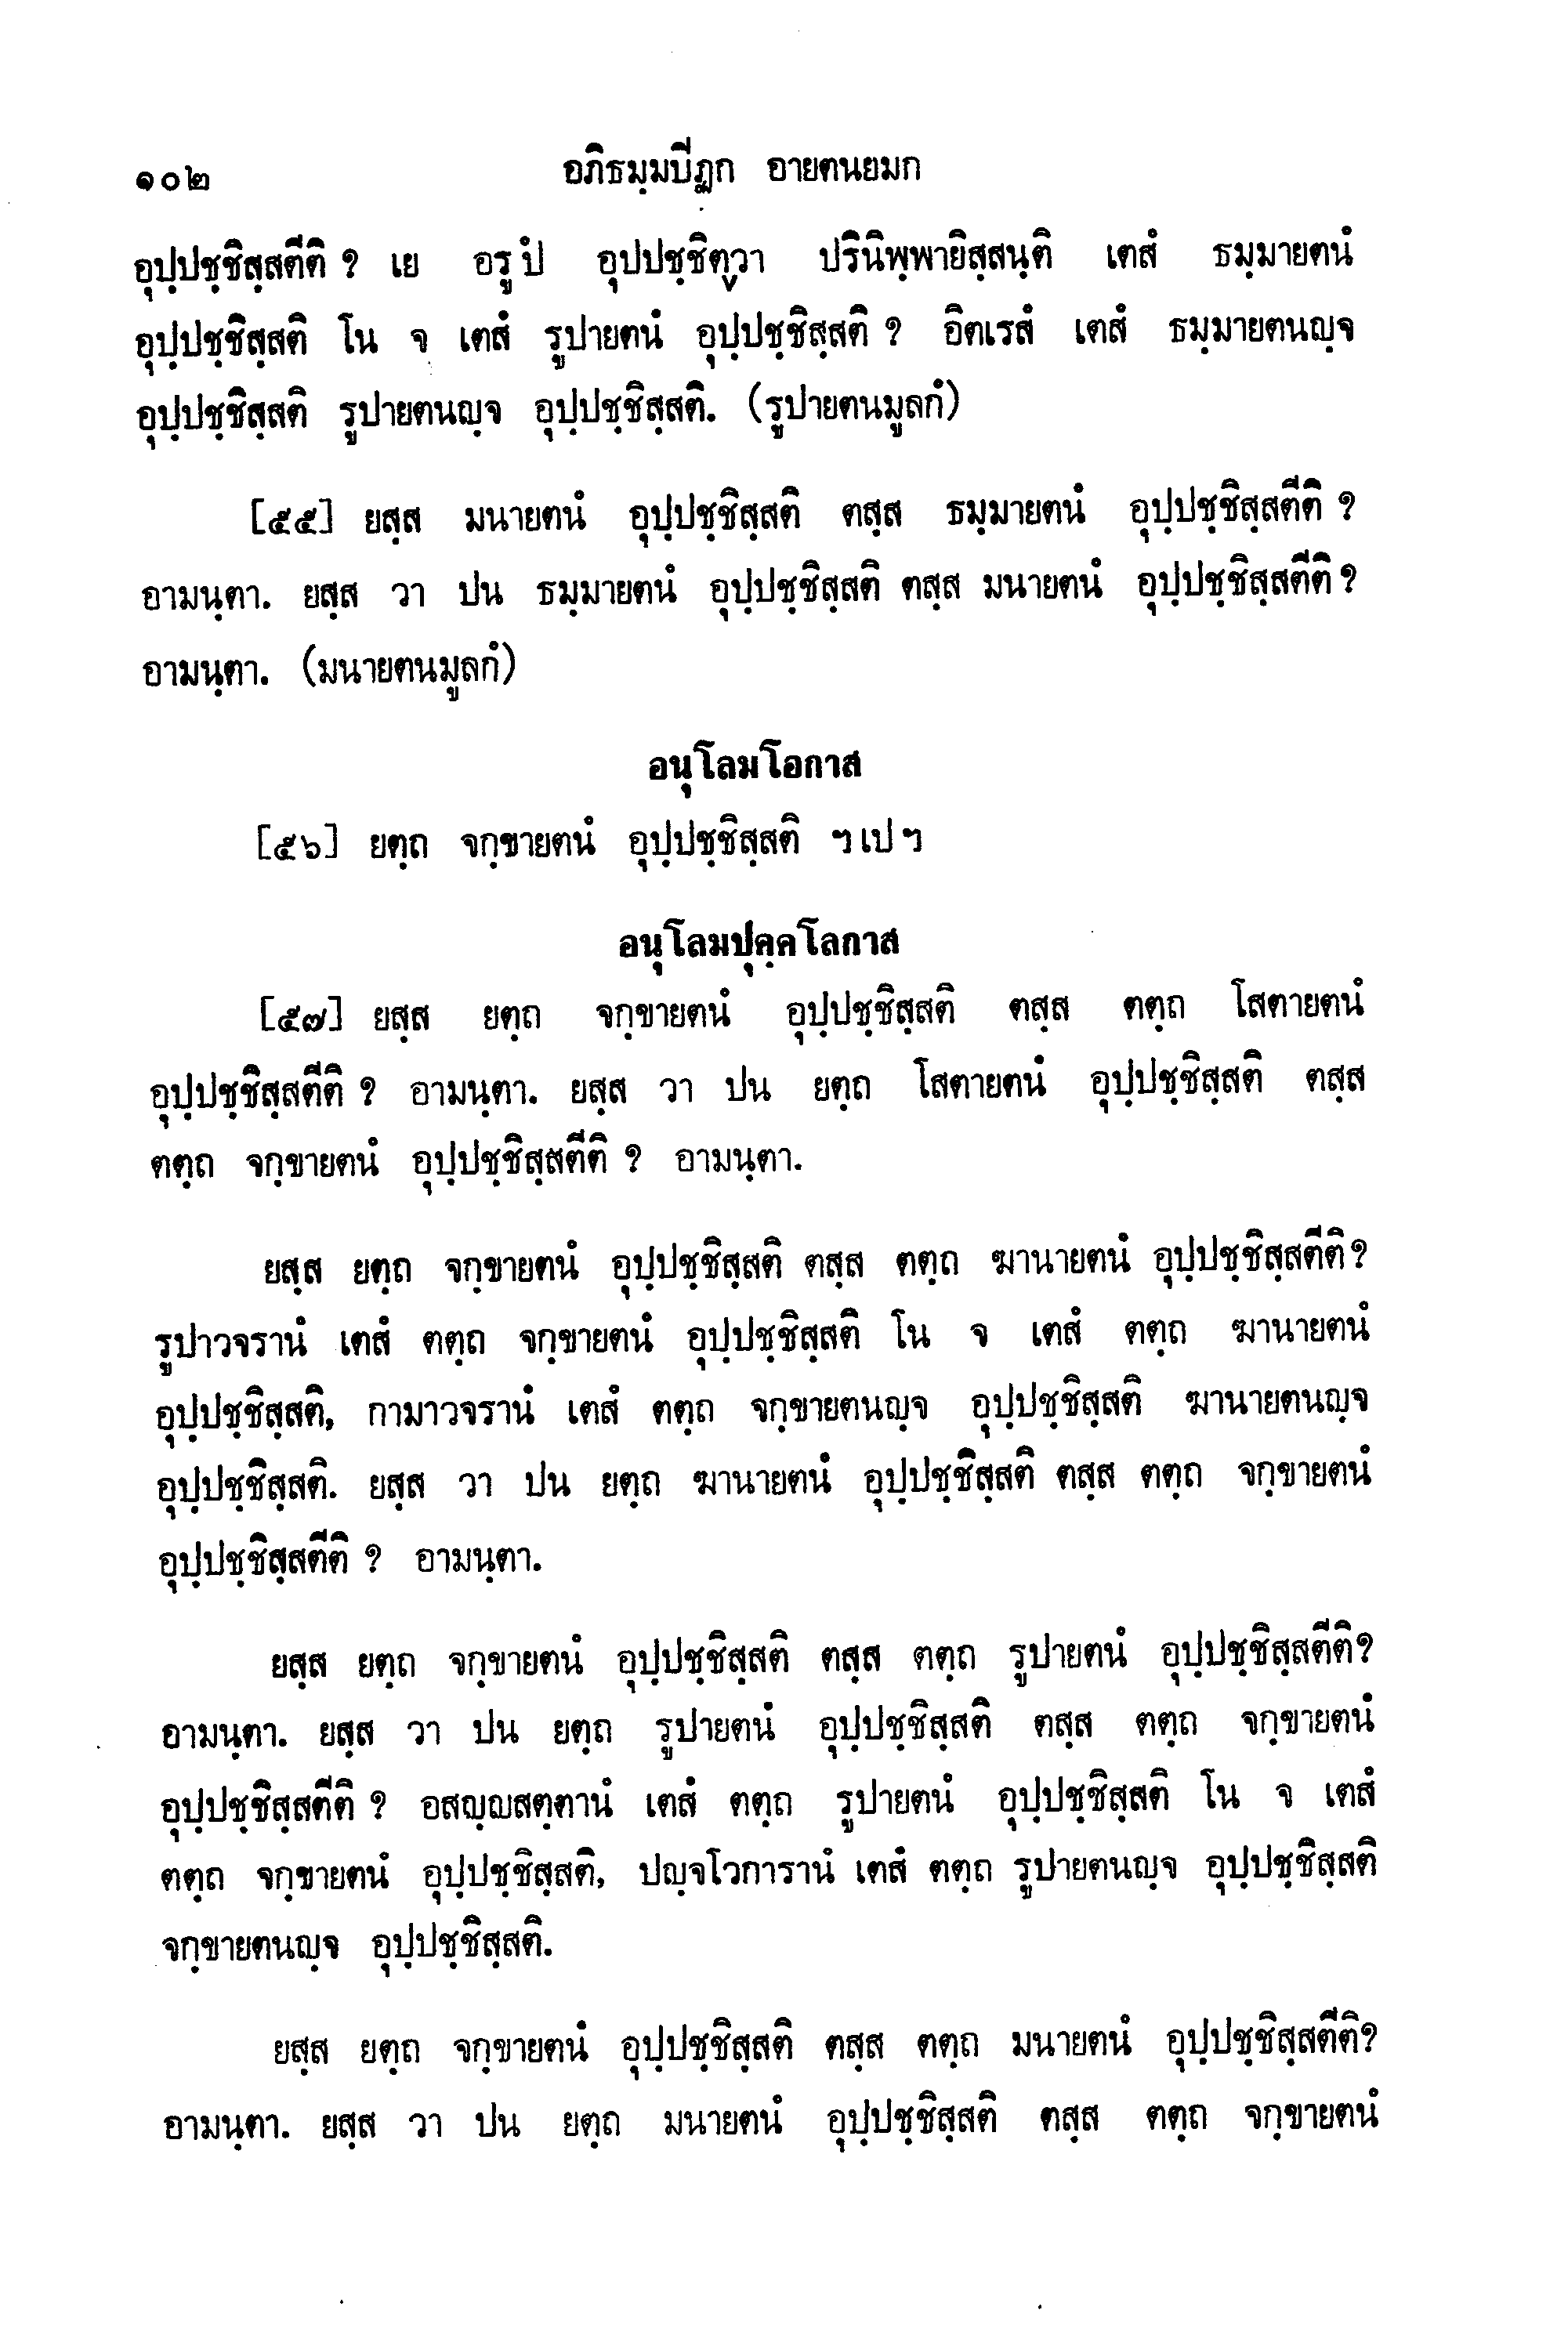 ๑๐๒ อภิธมฺมปีฏก อายตนยมก
อุปฺปชฺชิสฺสตีติ ? เย อรูปํ อุปปชฺชิตฺวา ปรินิพฺพายิสฺสนฺติ เตสํ ธมฺมายตนํ
อุปฺปชฺชิสฺสติ โน จ เตสํ รูปายตนํ อุปฺปชฺชิสฺสติ ? อิตเรสํ เตสํ ธมฺมายตนญฺจ
อุปฺปชฺชิสฺสติ รูปายตนญฺจ อุปฺปชฺชิสฺสติ. (รูปายตนมูลกํ)
[๕๕] ยสฺส มนายตนํ อุปฺปชฺชิสฺสติ ตสฺส ธมฺมายตนํ อุปฺปชฺชิสฺสตีติ ?
อามนฺตา. ยสฺส วา ปน ธมฺมายตนํ อุปฺปชฺชิสฺสติ ตสฺส มนายตนํ อุปฺปชฺชิสฺสตีติ ?
อามนฺตา. (มนายตนมูลกํ)
อนุโลมโอกาส
[๕๖] ยตฺถ จกฺขายตนํ อุปฺปชฺชิสฺสติ ฯเปฯ
อนุโลมปุคฺคโลกาส
[๕๗] ยสฺส ยตฺถ จกฺขายตนํ อุปฺปชฺชิสฺสติ ตสฺส ตตฺถ โสตายตนํ
อุปฺปชฺชิสฺสตีติ ? อามนฺตา. ยสฺส วา ปน ยตฺถ โสตายตนํ อุปฺปชฺชิสฺสติ ตสฺส
ตตฺถ จกฺขายตนํ อุปฺปชฺชิสฺสตีติ ? อามนฺตา.
ยสฺส ยตฺถ จกฺขายตนํ อุปฺปชฺชิสฺสติ ตสฺส ตตฺถ ฆานายตนํ อุปฺปชฺชิสฺสตีติ?
รูปาวจรานํ เตสํ ตตฺถ จกฺขายตนํ อุปฺปชฺชิสฺสติ โน จ เตสํ ตตฺถ ฆานายตนํ
อุปฺปชฺชิสฺสติ, กามาวจรานํ เตสํ ตตฺถ จกฺขายตนญฺจ อุปฺปชฺชิสฺสติ ฆานายตนญฺจ
อุปฺปชฺชิสฺสติ. ยสฺส วา ปน ยตฺถ ฆานายตนํ อุปฺปชฺชิสฺสติ ตสฺส ตตฺถ จกฺขายตนํ
อุปฺปชฺชิสฺสตีติ ? อามนฺตา.
ยสฺส ยตฺถ จกฺขายตนํ อุปฺปชฺชิสฺสติ ตสฺส ตตฺถ รูปายตนํ อุปฺปชฺชิสฺสตีติ?
อามนฺตา. ยสฺส วา ปน ยตฺถ รูปายตนํ อุปฺปชฺชิสฺสติ ตสฺส ตตฺถ จกฺขายตนํ
อุปฺปชฺชิสฺสตีติ ? อสญฺญสตฺตานํ เตสํ ตตฺถ รูปายตนํ อุปฺปชฺชิสฺสติ โน จ เตสํ
ตตฺถ จกฺขายตนํ อุปฺปชฺชิสฺสติ, ปญฺจโวการานํ เตสํ ตตฺถ รูปายตนญฺจ อุปฺปชฺชิสฺสติ
จกฺขายตนญฺจ อุปฺปชฺชิสฺสติ.
ยสฺส ยตฺถ จกฺขายตนํ อุปฺปชฺชิสฺสติ ตสฺส ตตฺถ มนายตนํ อุปฺปชฺชิสฺสตีติ?
อามนฺตา. ยสฺส วา ปน ยตฺถ มนายตนํ อุปฺปชฺชิสฺสติ ตสฺส ตตฺถ จกฺขายตนํ